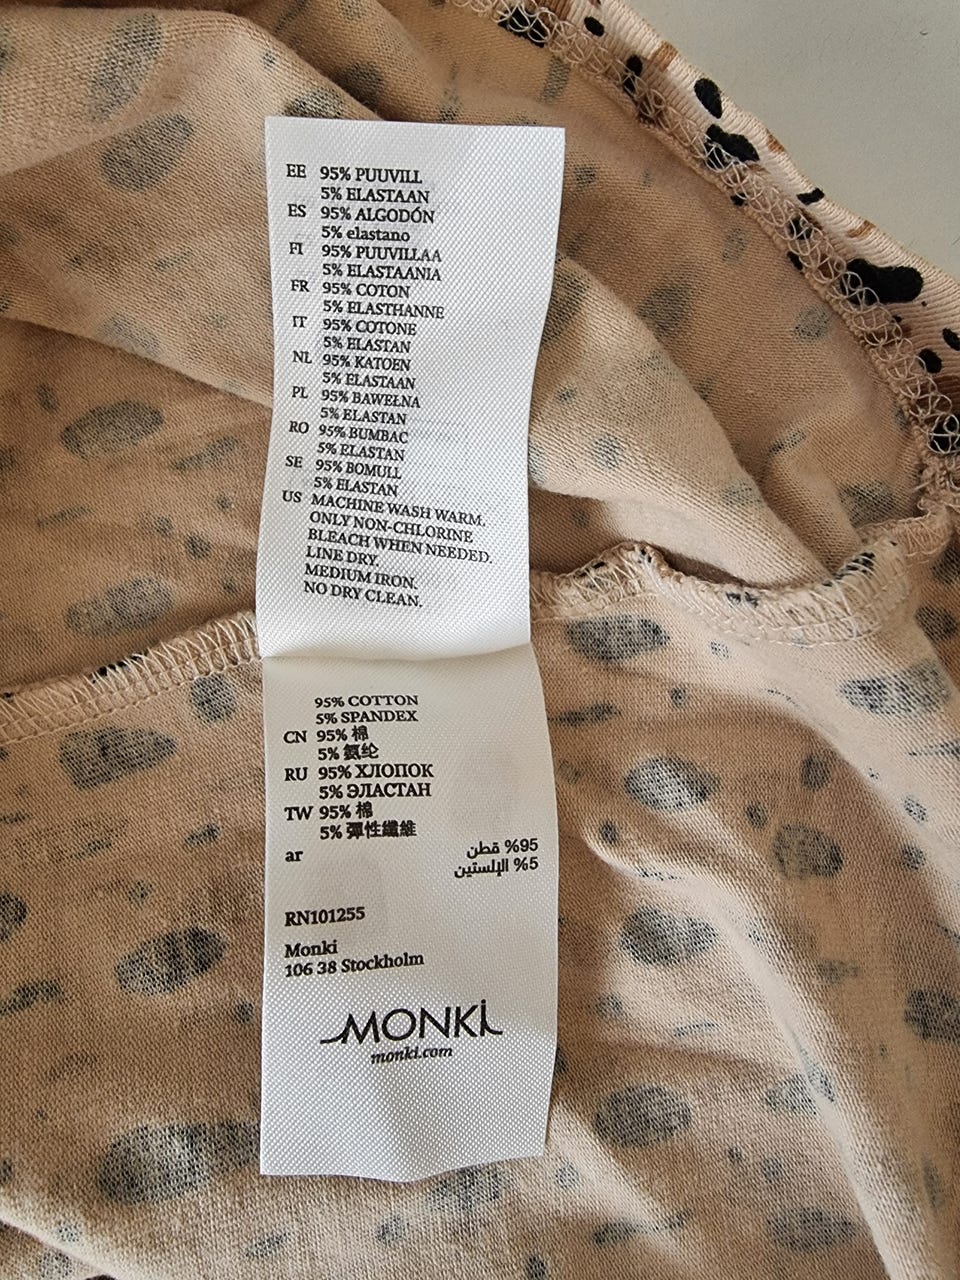 EE 95% PUUVILL
5% ELASTAAN
ES 95% ALGODÓN
5% elastano
FI 95% PUUVILLAA
5% ELASTAANIA
FR 95% COTON
5% ELASTHANNE
IT 95% COTONE
5% ELASTAN
NL 95% KATOEN
5% ELASTAAN
PL 95% BAWEŁNA
5% ELASTAN
RO 95% BUMBAC
5% ELASTAN
SE 95% BOMULL
5% ELASTAN
US MACHINE WASH WARM.
ONLY NON-CHLORINE
BLEACH WHEN NEEDED.
LINE DRY.
MEDIUM IRON.
NO DRY CLEAN.
95% COTTON
5% SPANDEX
CN 95% 棉
5% 氨纶
RU 95% ХЛОПОК
5% ЭЛАСТАН
TW 95% 棉
5% 彈性纖維
ar 95% قطن
5% الإلستين
RN101255
Monki
106 38 Stockholm
MONKi
monki.com